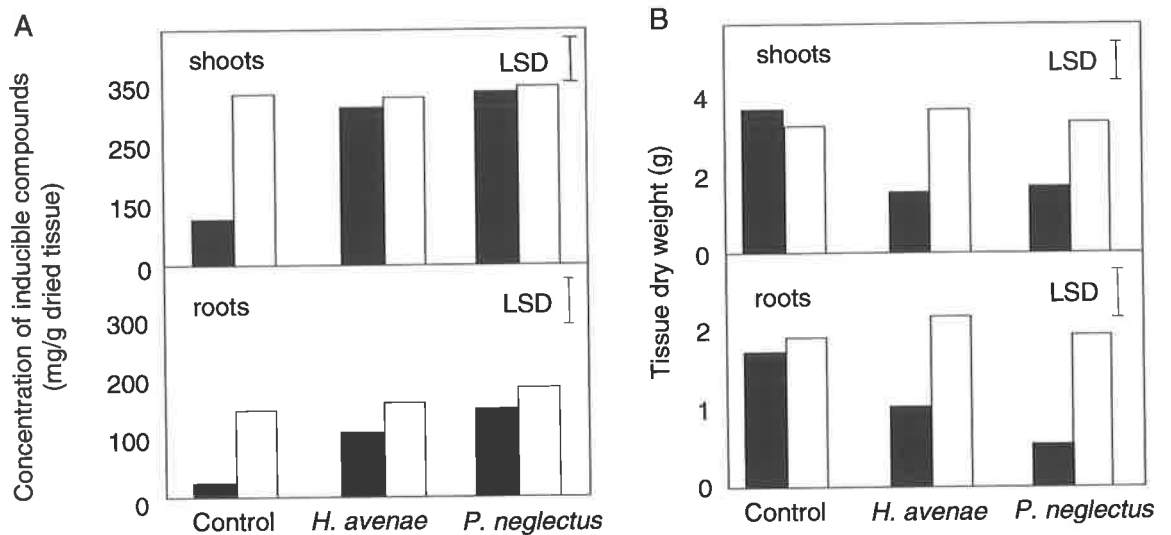 A
Concentration of inducible compounds
(mg/g dried tissue)
shoots
LSD
350
250
150
0
roots
LSD
300
200
100
0
Control
H. avenae
P. neglectus
B
Tissue dry weight (g)
shoots
LSD
4
2
0
roots
LSD
2
1
0
Control
H. avenae
P. neglectus